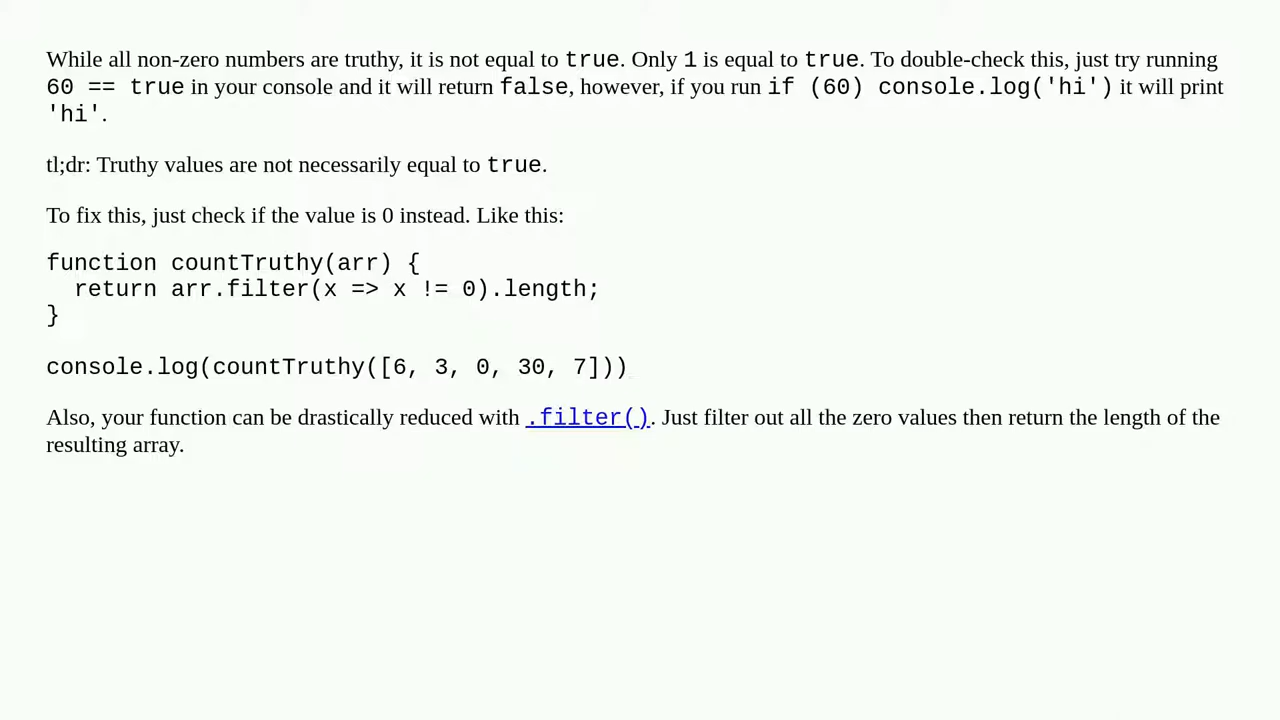 While all non-zero numbers are truthy, it is not equal to true. Only 1 is equal to true. To double-check this, just try running
60 == true in your console and it will return false, however, if you run if (60) console.log('hi') it will print
'hi'.
tl;dr: Truthy values are not necessarily equal to true.
To fix this, just check if the value is 0 instead. Like this:
function countTruthy(arr) {
  return arr.filter(x => x != 0).length;
}
console.log(countTruthy([6, 3, 0, 30, 7]))
Also, your function can be drastically reduced with .filter(). Just filter out all the zero values then return the length of the
resulting array.